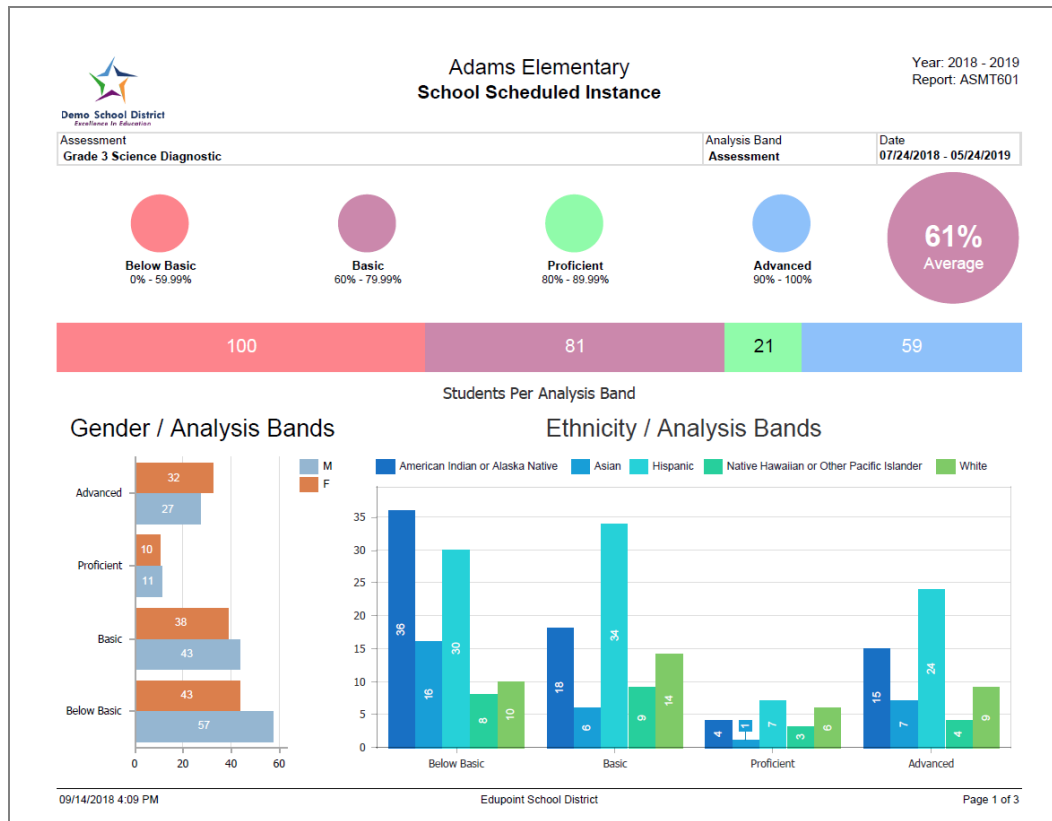 Demo School District
Excellence In Education
Adams Elementary
School Scheduled Instance
Year: 2018 - 2019
Report: ASMT601
Assessment
Grade 3 Science Diagnostic
Analysis Band
Assessment
Date
07/24/2018 - 05/24/2019
Below Basic
0% - 59.99%
Basic
60% - 79.99%
Proficient
80% - 89.99%
Advanced
90% - 100%
61%
Average
100 81 21 59
Students Per Analysis Band
Gender / Analysis Bands
M
F
Advanced
32
27
Proficient
10
11
Basic
38
43
Below Basic
43
57
0 20 40 60
Ethnicity / Analysis Bands
American Indian or Alaska Native Asian Hispanic Native Hawaiian or Other Pacific Islander White
35
30
25
20
15
10
5
0
36 16 30 8 10
18 6 34 9 14
4 1 7 3 6
15 7 24 4 9
Below Basic Basic Proficient Advanced
09/14/2018 4:09 PM
Edupoint School District
Page 1 of 3